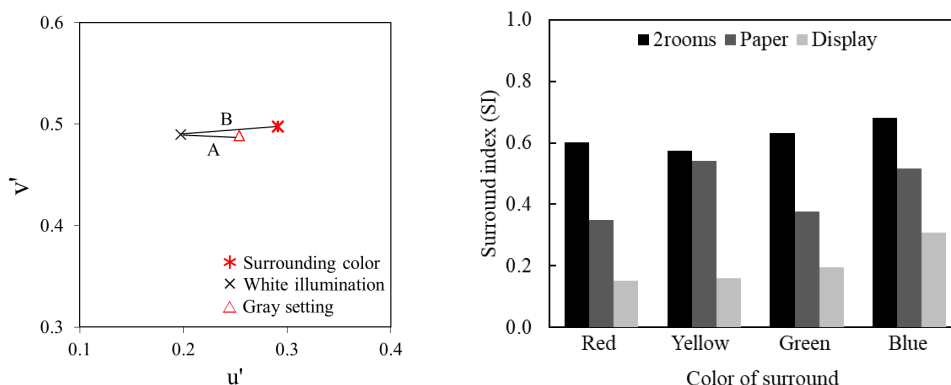 0.6
0.5
0.4
0.3
v'
B
A
Surrounding color
White illumination
Gray setting
0.1 0.2 0.3 0.4
u'
1.0
0.8
0.6
0.4
0.2
0.0
Surround index (SI)
2rooms Paper Display
Red Yellow Green Blue
Color of surround